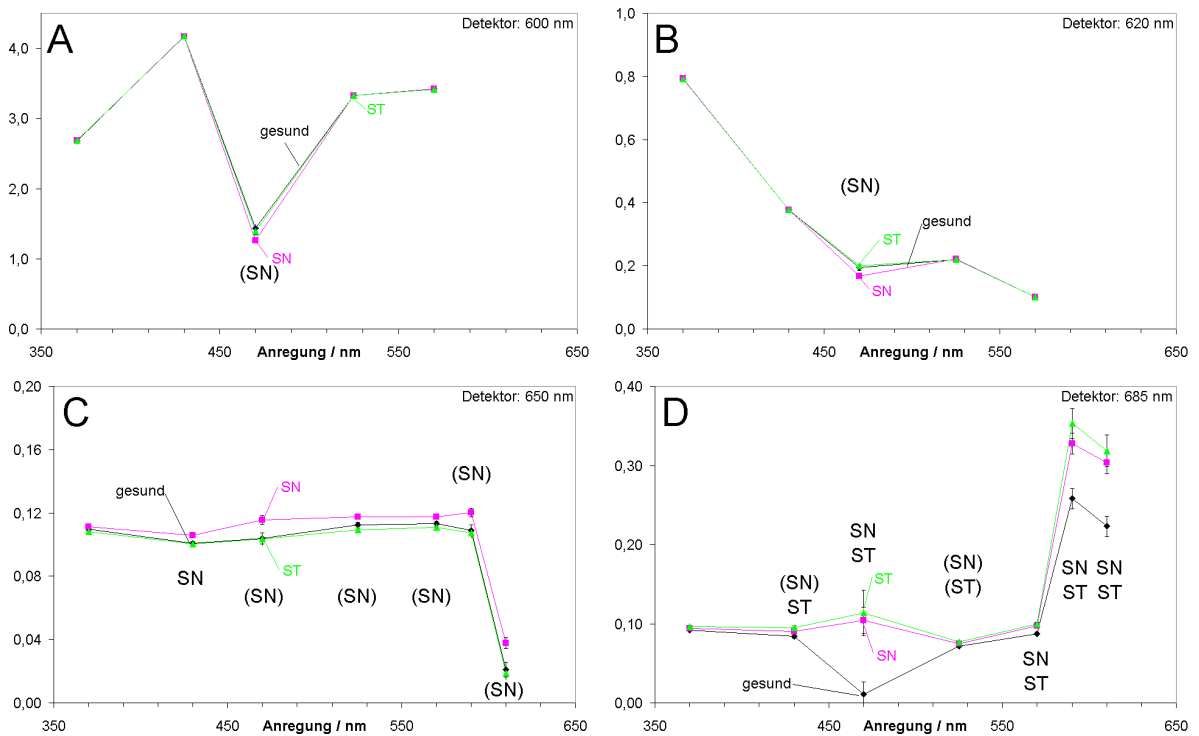 A
Detektor: 600 nm
4,0
3,0
2,0
1,0
0,0
gesund
ST
SN
(SN)
350
450
Anregung / nm
550
650
B
Detektor: 620 nm
1,0
0,8
0,6
0,4
0,2
0,0
(SN)
gesund
ST
SN
350
450
Anregung / nm
550
650
C
Detektor: 650 nm
0,20
0,16
0,12
0,08
0,04
0,00
gesund
SN
(SN)
SN
ST
(SN)
(SN)
(SN)
(SN)
350
450
Anregung / nm
550
650
D
Detektor: 685 nm
0,40
0,30
0,20
0,10
0,00
SN
ST
(SN)
ST
ST
SN
(SN)
(ST)
SN
ST
SN
ST
SN
ST
gesund
350
450
Anregung / nm
550
650